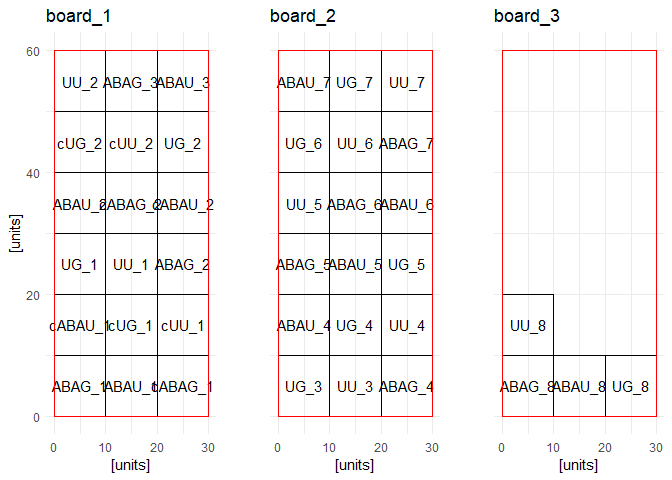 board_1 board_2 board_3
60
UU_2 ABAG_3 ABAU_3 ABAU_7 UG_7 UU_7
cUG_2 cUU_2 UG_2 UG_6 UU_6 ABAG_7
40
cABAU_2 cABAG_2 ABAU_2 UU_5 ABAG_6 ABAU_6
[units]
UG_1 UU_1 ABAG_2 ABAG_5 ABAU_5 UG_5
20
cABAU_1 cUG_1 cUU_1 ABAU_4 UG_4 UU_4 UU_8
ABAG_1 ABAU_1 cABAG_1 UG_3 UU_3 ABAG_4 ABAG_8 ABAU_8 UG_8
0
0 10 20 30 0 10 20 30 0 10 20 30
[units] [units] [units]